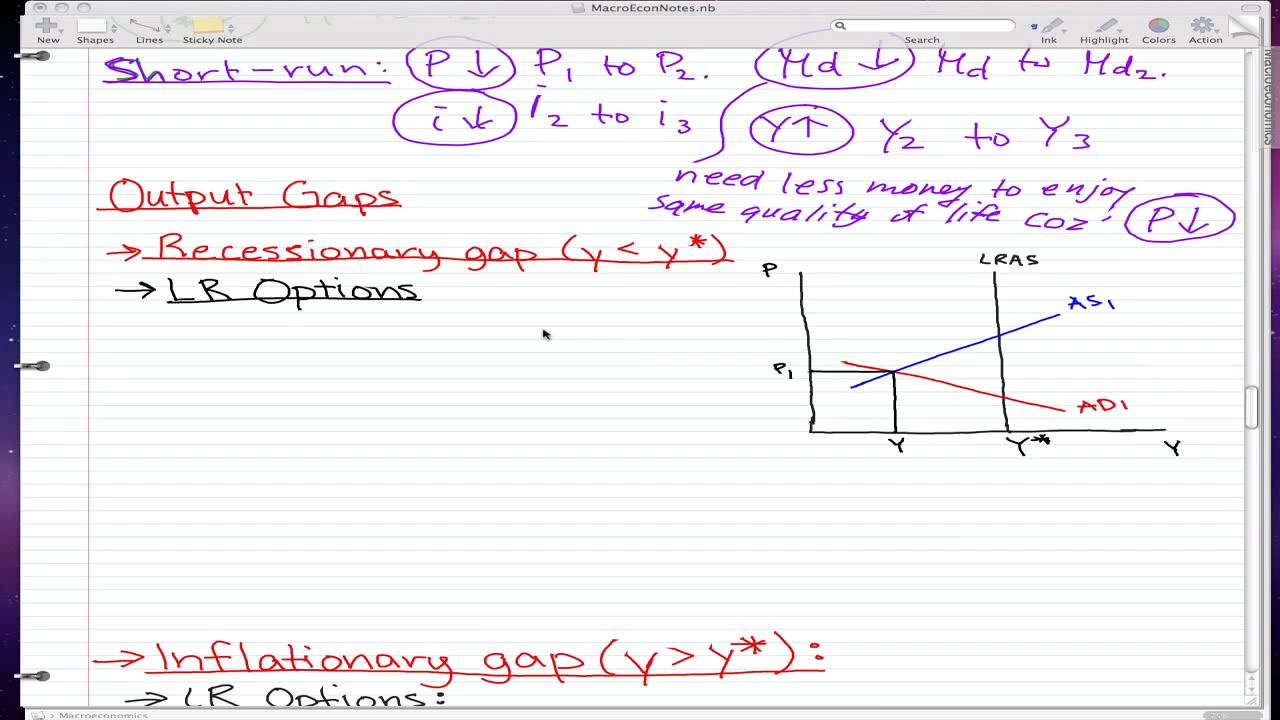 MacroEconNotes.nb
New Shapes Lines Sticky Note Search Ink Highlight Colors Action
Macroeconomics
Short-run: P ↓ P1 to P2. Md ↓ Md to Md2.
i ↓ i2 to i3 Y↑ Y2 to Y3
need less money to enjoy
same quality of life coz P↓
Output Gaps
→ Recessionary gap (y < y*)
→ LR Options
P LRAS
AS1
P1
AD1
Y Y* Y
→ Inflationary gap (y > y*):
→ LR Options:
> Macroeconomics